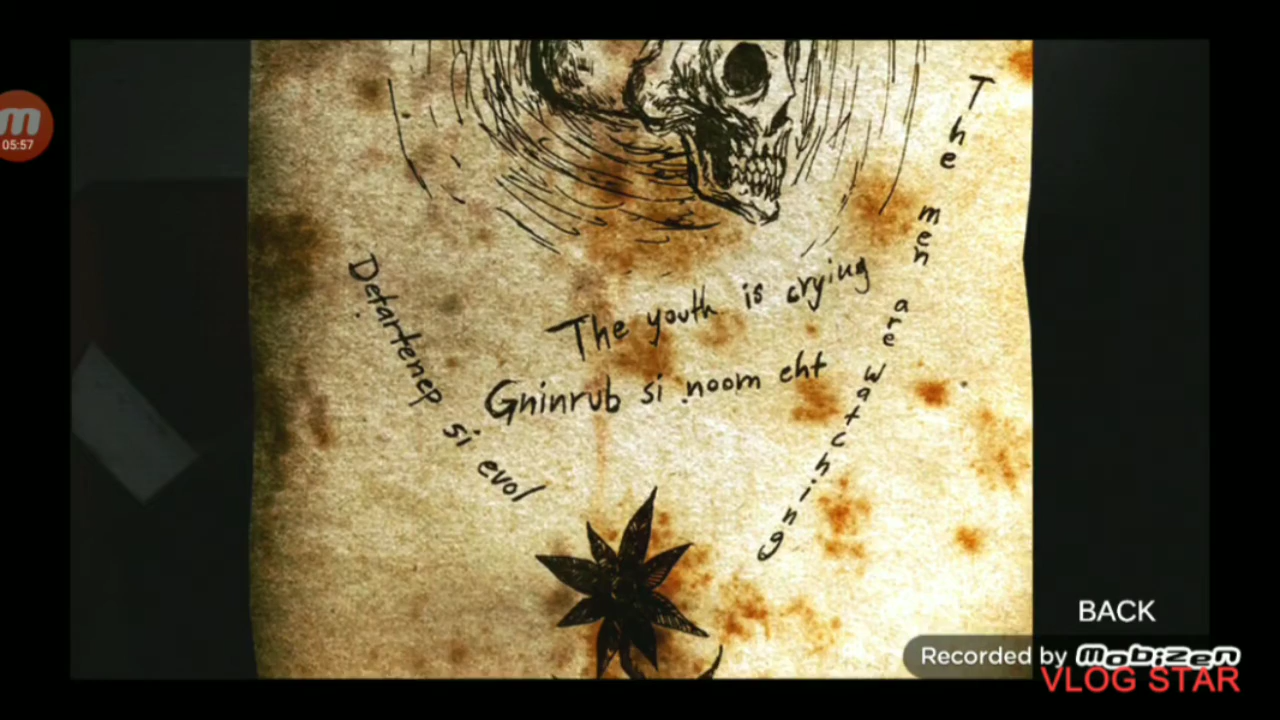 05:57
The men are watching
Detartenep si evol
The youth is crying
Gninrub si noom eht
BACK
Recorded by mobizen
VLOG STAR